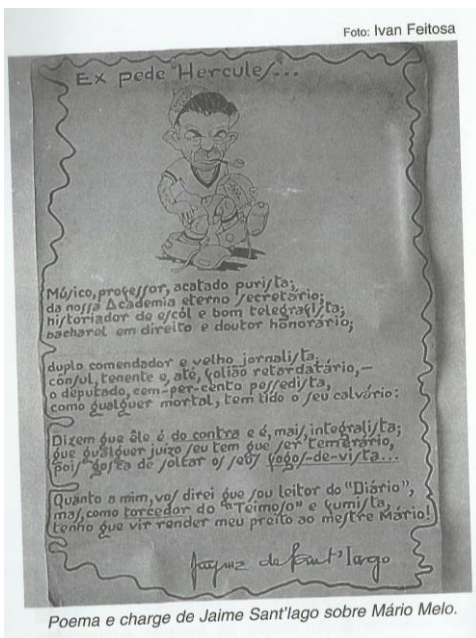 Foto: Ivan Feitosa
Ex pede Hercules...
Músico, professor, acatado purista;
da nossa Academia eterno secretário;
historiador de escól e bom telegrafista;
bacharel em direito e doutor honorário;
duplo comendador e velho jornalista,
cônsul, tenente e, até, folião retardatário,—
o deputado, cem-per-cento pessedista,
como qualquer mortal, tem tido o seu calvário:
Dizem que êle é do contra e é, mais, integralista;
que qualquer juízo seu tem que ser temerário,
pois gosta de soltar os seus fogos-de-vista...
Quanto a mim, vos direi que sou leitor do "Diário",
mas, como torcedor do "Teimoso" e fumista,
tenho que vir render meu preito ao mestre Mário!
Jayme de Sant'Iago
Poema e charge de Jaime Sant'Iago sobre Mário Melo.